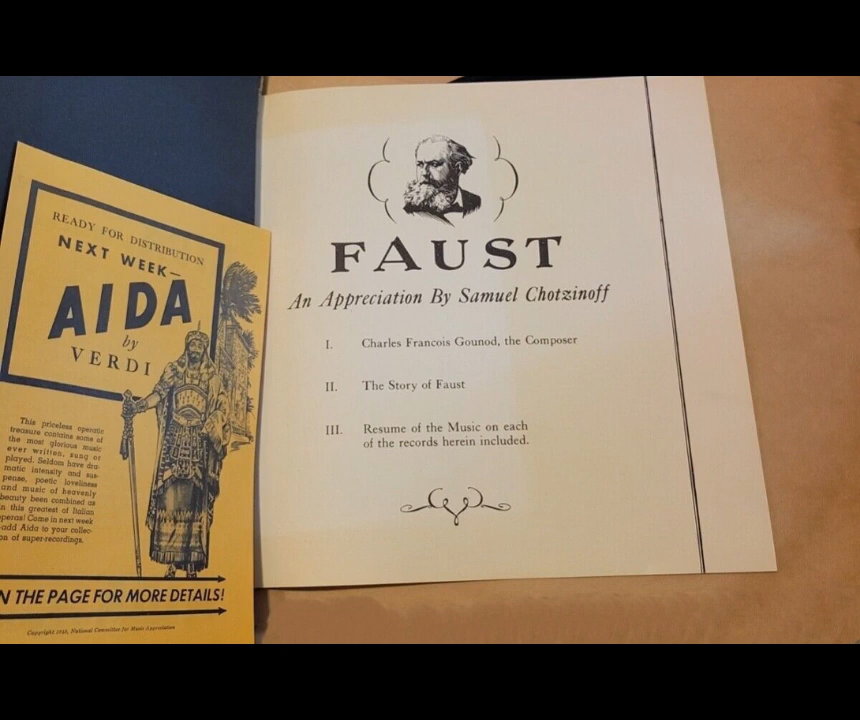 READY FOR DISTRIBUTION
NEXT WEEK—
AIDA
by
VERDI
This priceless operatic
treasure contains some of
the most glorious music
ever written, sung or
played. Seldom have dra-
matic intensity and sus-
pense, poetic loveliness
and music of heavenly
beauty been combined as
in this greatest of Italian
operas! Come in next week
add Aida to your collec-
on of super-recordings.
N THE PAGE FOR MORE DETAILS!
Copyright 1940, National Committee for Music Appreciation
FAUST
An Appreciation By Samuel Chotzinoff
I. Charles Francois Gounod, the Composer
II. The Story of Faust
III. Resume of the Music on each
of the records herein included.